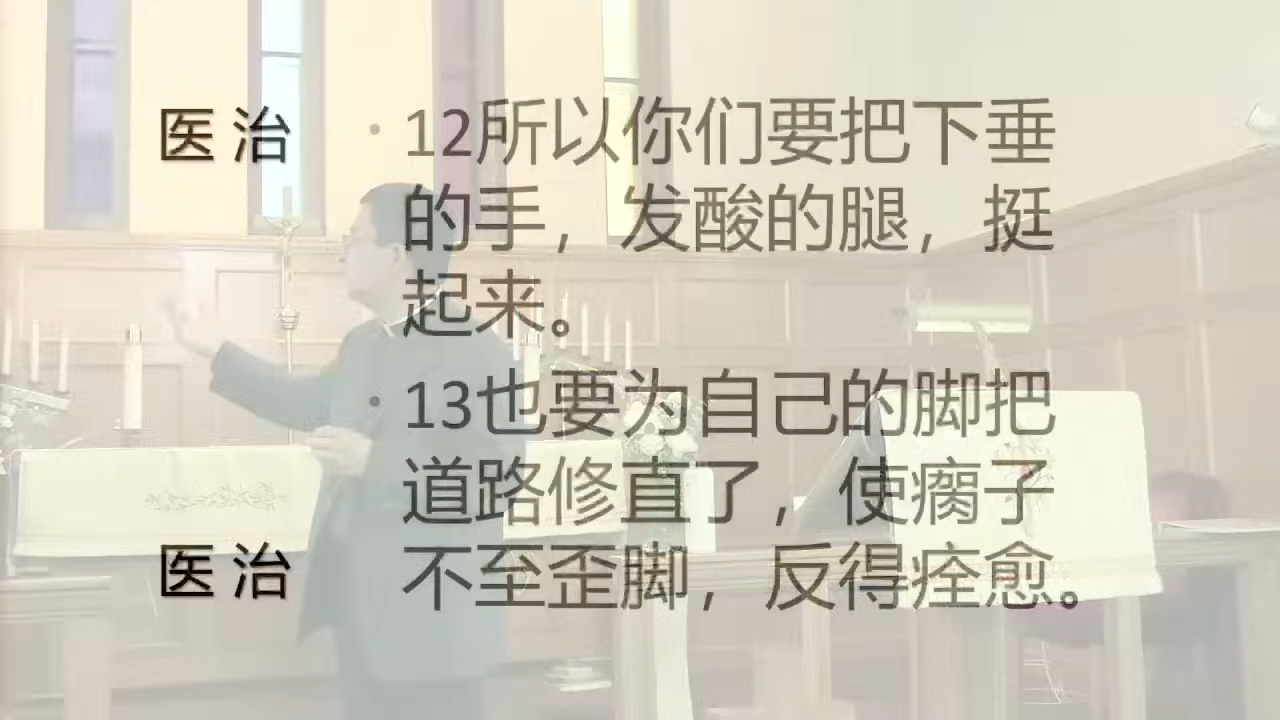 医 治
• 12所以你们要把下垂
的手，发酸的腿，挺
起来。
• 13也要为自己的脚把
道路修直了，使瘸子
不至歪脚，反得痊愈。
医 治